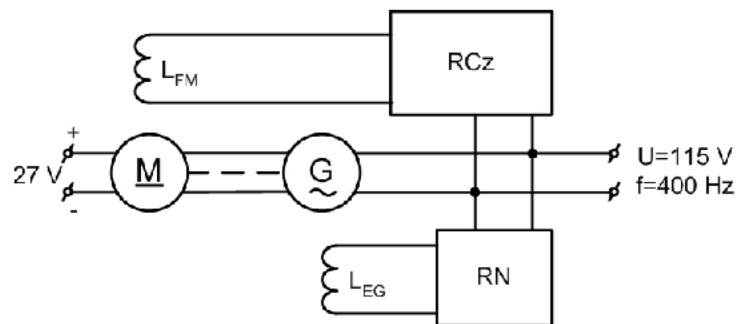 RCz
L_FM
+
27 V
M
G
~
U=115 V
-
f=400 Hz
L_EG
RN